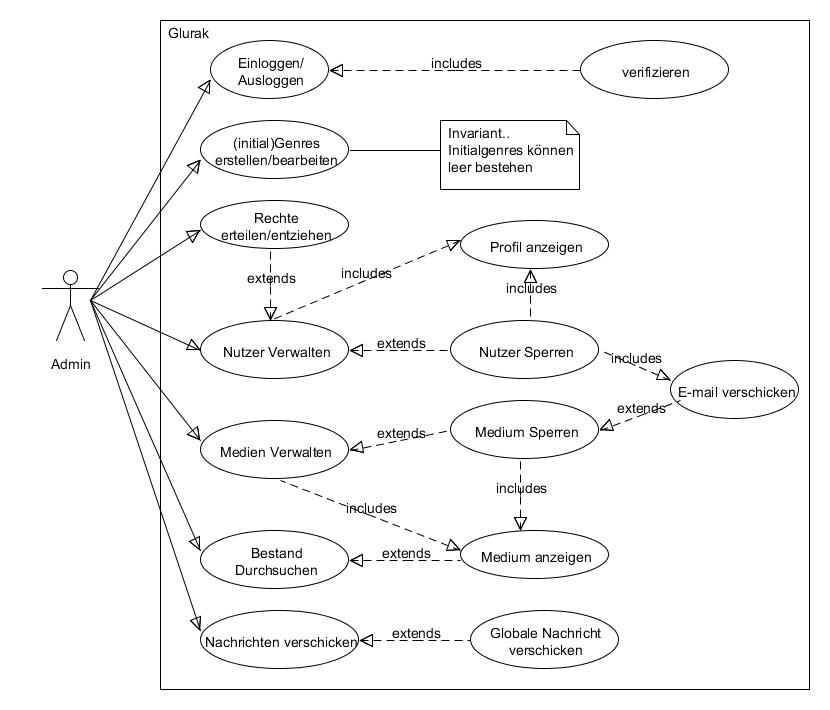 Glurak
Einloggen/
Ausloggen
includes
verifizieren
(initial)Genres
erstellen/bearbeiten
Invariant..
Initialgenres können
leer bestehen
Rechte
erteilen/entziehen
extends
includes
Profil anzeigen
includes
Nutzer Verwalten
extends
Nutzer Sperren
includes
Admin
E-mail verschicken
extends
Medien Verwalten
extends
Medium Sperren
includes
includes
Bestand
Durchsuchen
extends
Medium anzeigen
Nachrichten verschicken
extends
Globale Nachricht
verschicken